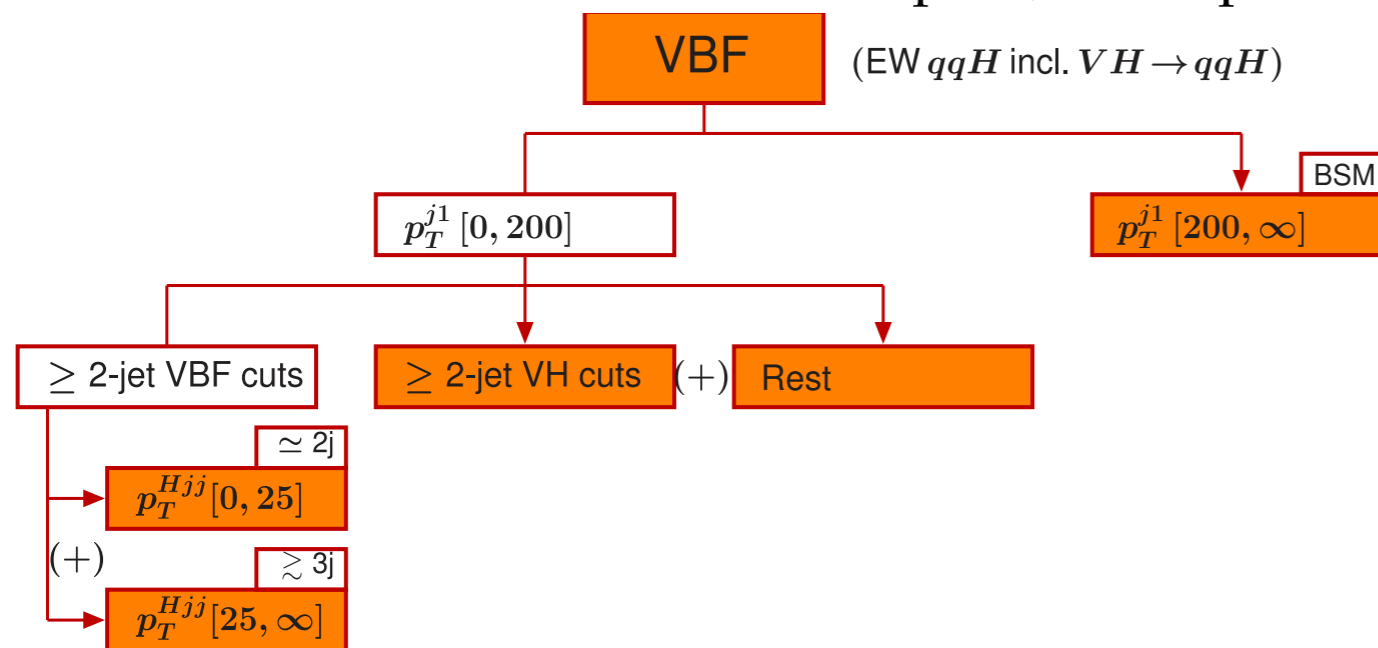 VBF
(EW qqH incl. VH → qqH)
BSM
p_T^{j1} [0, 200]
p_T^{j1} [200, ∞]
≥ 2-jet VBF cuts
≥ 2-jet VH cuts
(+)
Rest
≃ 2j
p_T^{Hjj} [0, 25]
(+)
≳ 3j
p_T^{Hjj} [25, ∞]